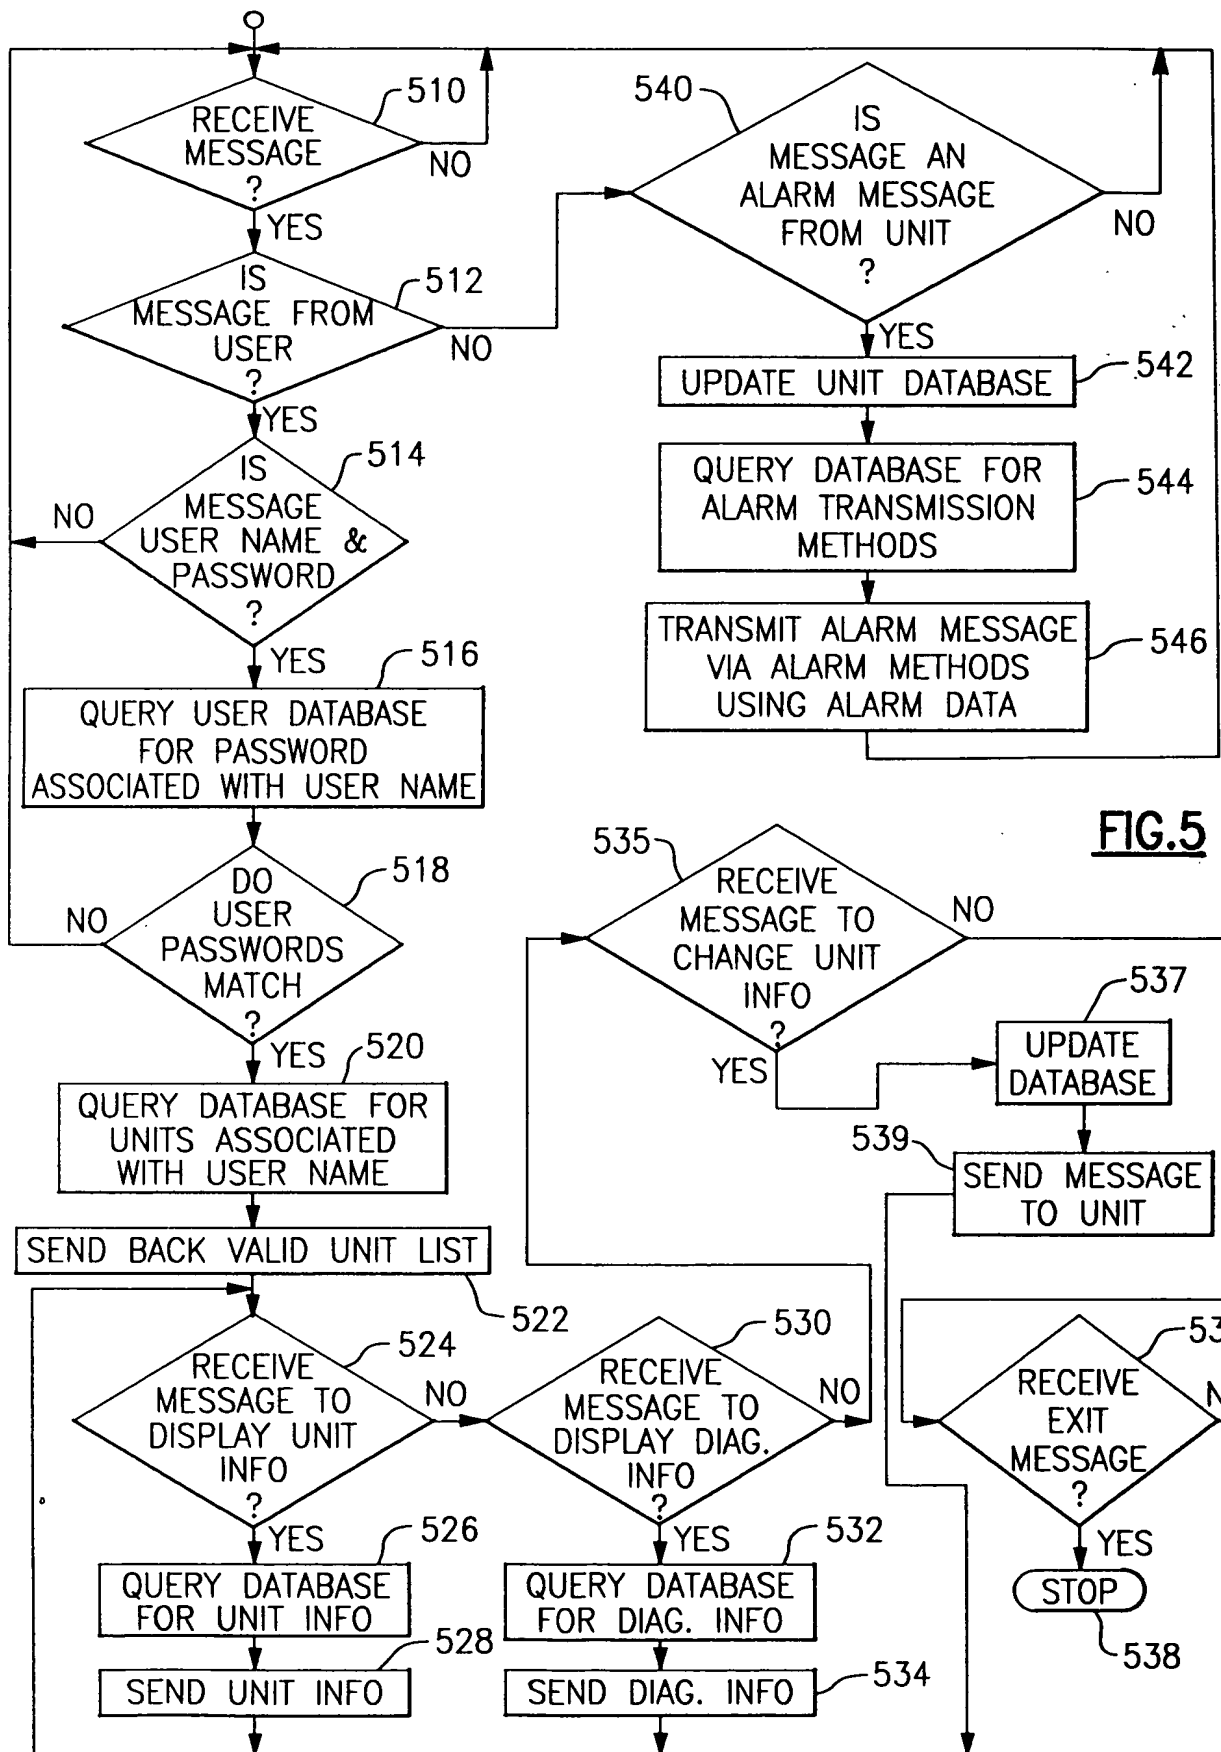 510
RECEIVE
MESSAGE
?
NO
YES
512
IS
MESSAGE FROM
USER
?
NO
YES
514
IS
MESSAGE
USER NAME &
PASSWORD
?
NO
YES
516
QUERY USER DATABASE
FOR PASSWORD
ASSOCIATED WITH USER NAME
518
DO
USER
PASSWORDS
MATCH
?
NO
YES
520
QUERY DATABASE FOR
UNITS ASSOCIATED
WITH USER NAME
SEND BACK VALID UNIT LIST
522
524
RECEIVE
MESSAGE TO
DISPLAY UNIT
INFO
?
NO
YES
526
QUERY DATABASE
FOR UNIT INFO
528
SEND UNIT INFO
530
RECEIVE
MESSAGE TO
DISPLAY DIAG.
INFO
?
NO
YES
532
QUERY DATABASE
FOR DIAG. INFO
SEND DIAG. INFO
534
540
IS
MESSAGE AN
ALARM MESSAGE
FROM UNIT
?
NO
YES
UPDATE UNIT DATABASE
542
QUERY DATABASE FOR
ALARM TRANSMISSION
METHODS
544
TRANSMIT ALARM MESSAGE
VIA ALARM METHODS
USING ALARM DATA
546
FIG.5
535
RECEIVE
MESSAGE TO
CHANGE UNIT
INFO
?
NO
YES
537
UPDATE
DATABASE
539
SEND MESSAGE
TO UNIT
RECEIVE
EXIT
MESSAGE
?
YES
STOP
538